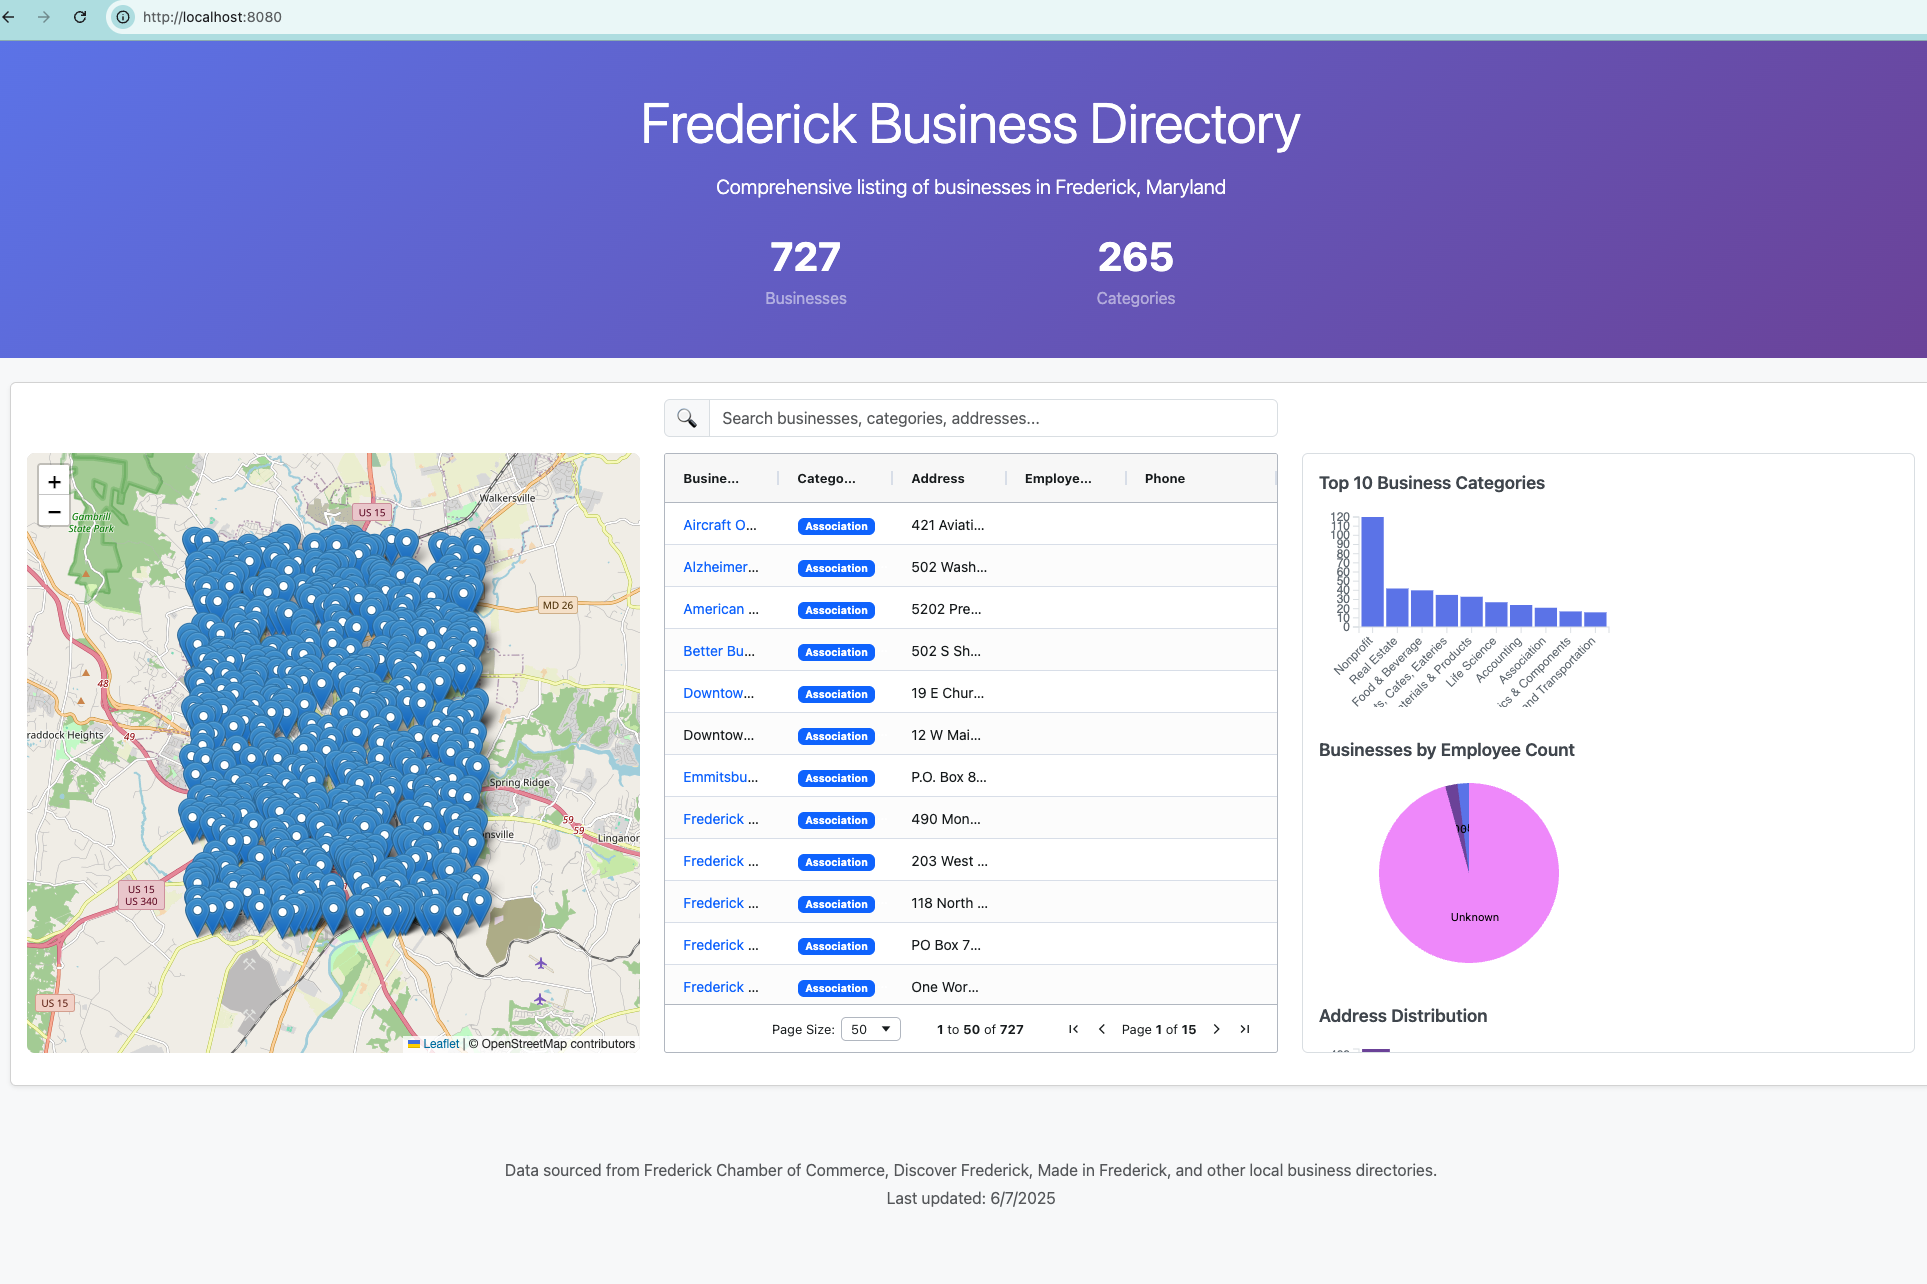 http://localhost:8080
Frederick Business Directory
Comprehensive listing of businesses in Frederick, Maryland
727
Businesses
265
Categories
Search businesses, categories, addresses...
+
−
Gambrill
State Park
Walkersville
US 15
MD 26
48
49
raddock Heights
Spring Ridge
nsville
59
59
Linganor
US 15
US 340
US 15
Leaflet | © OpenStreetMap contributors
Busine... Catego... Address Employe... Phone
Aircraft O... Association 421 Aviati...
Alzheimer... Association 502 Wash...
American ... Association 5202 Pre...
Better Bu... Association 502 S Sh...
Downtow... Association 19 E Chur...
Downtow... Association 12 W Mai...
Emmitsbu... Association P.O. Box 8...
Frederick ... Association 490 Mon...
Frederick ... Association 203 West ...
Frederick ... Association 118 North ...
Frederick ... Association PO Box 7...
Frederick ... Association One Wor...
Page Size: 50 1 to 50 of 727 Page 1 of 15
Top 10 Business Categories
120
110
100
90
80
70
60
50
40
30
20
10
0
Nonprofit
Real Estate
Food & Beverage
ts, Cafes, Eateries
aterials & Products
Life Science
Accounting
Association
ics & Components
and Transportation
Businesses by Employee Count
Unknown
Address Distribution
Data sourced from Frederick Chamber of Commerce, Discover Frederick, Made in Frederick, and other local business directories.
Last updated: 6/7/2025